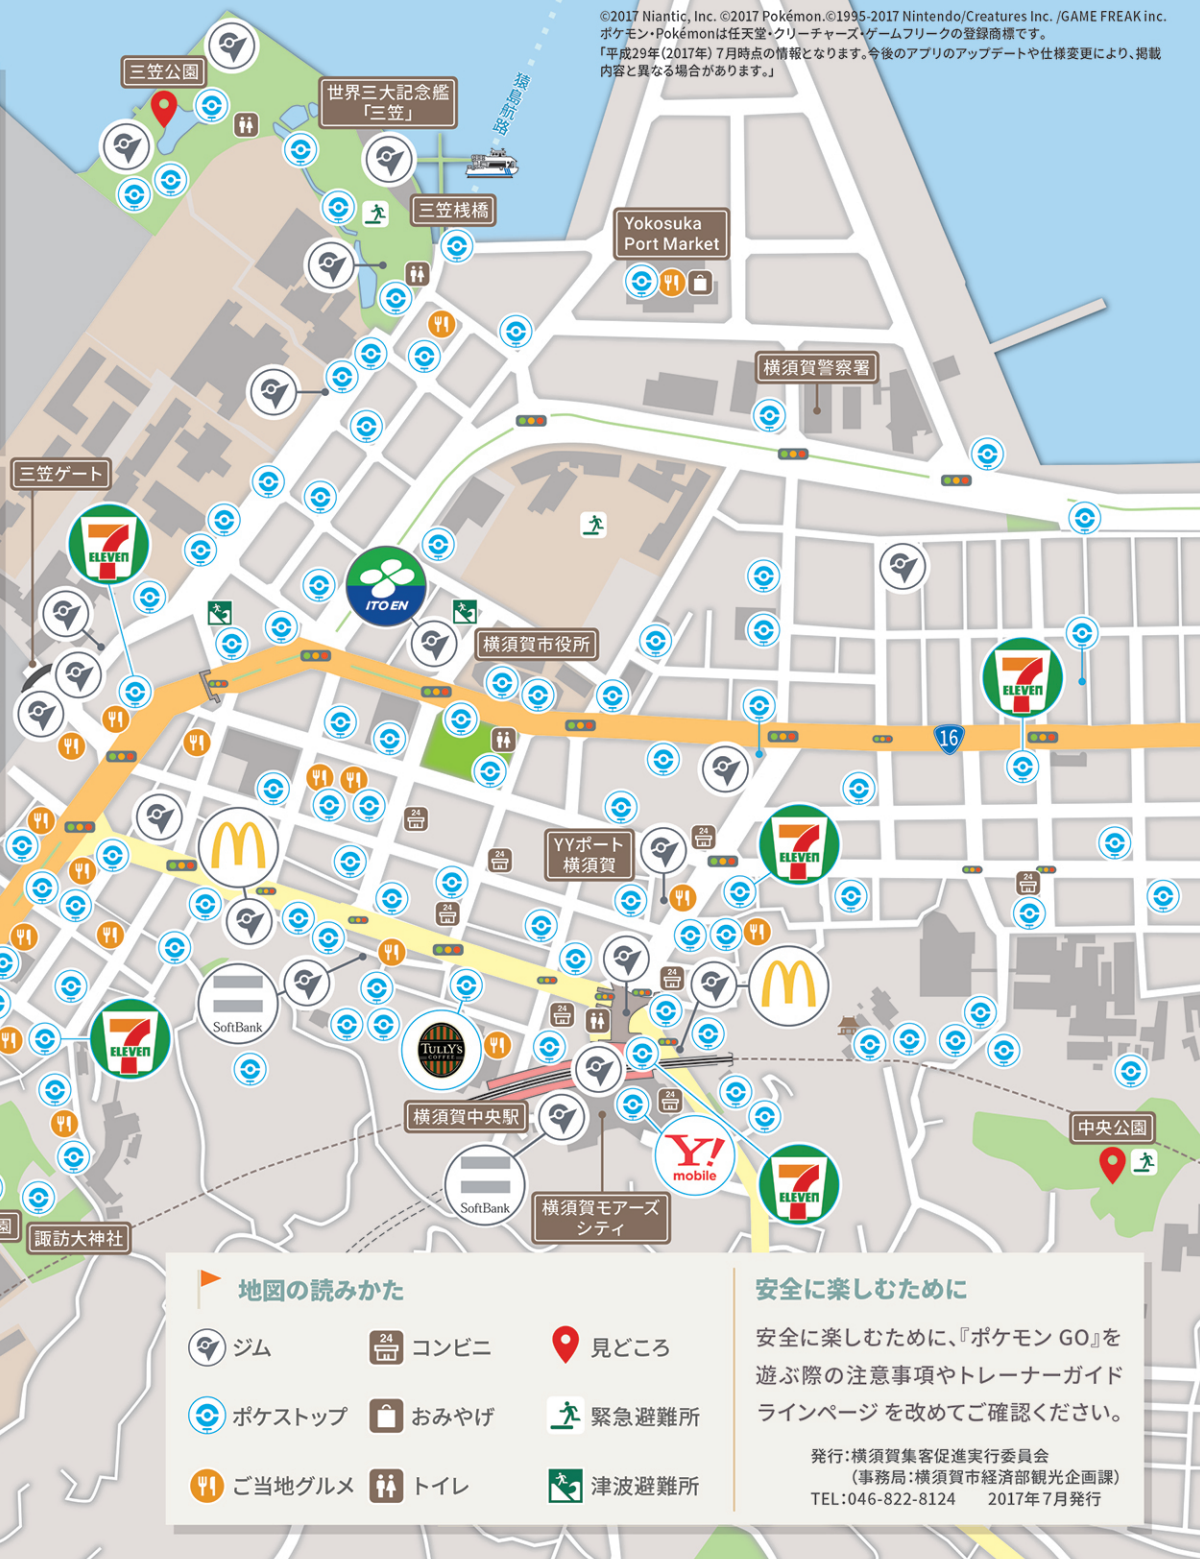 ©2017 Niantic, Inc. ©2017 Pokémon.©1995-2017 Nintendo/Creatures Inc. /GAME FREAK inc.
ポケモン・Pokémonは任天堂・クリーチャーズ・ゲームフリークの登録商標です。
「平成29年（2017年）７月時点の情報となります。今後のアプリのアップデートや仕様変更により、掲載
内容と異なる場合があります。」
三笠公園
世界三大記念艦
「三笠」
猿島航路
三笠桟橋
Yokosuka
Port Market
横須賀警察署
三笠ゲート
7
ELEVEN
ITO EN
横須賀市役所
7
ELEVEN
16
24
YYポート
横須賀
24
24
7
ELEVEN
24
24
SoftBank
24
24
7
ELEVEN
TULLY'S
COFFEE
横須賀中央駅
24
Y!
mobile
SoftBank
7
ELEVEN
横須賀モアーズ
シティ
中央公園
園
諏訪大神社
地図の読みかた
ジム
24
コンビニ
見どころ
ポケストップ
おみやげ
緊急避難所
ご当地グルメ
トイレ
津波避難所
安全に楽しむために
安全に楽しむために、『ポケモン GO』を
遊ぶ際の注意事項やトレーナーガイド
ラインページ を改めてご確認ください。
発行：横須賀集客促進実行委員会
（事務局：横須賀市経済部観光企画課）
TEL：046-822-8124　2017年７月発行